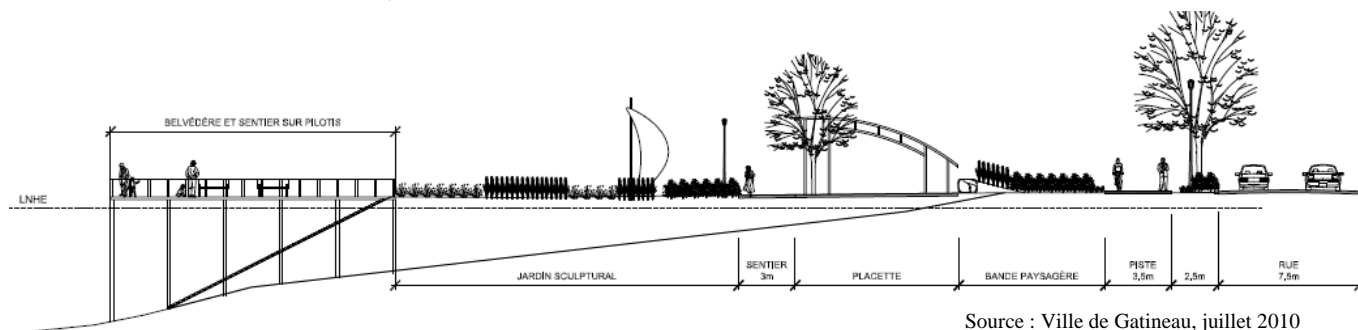 BELVÉDÈRE ET SENTIER SUR PILOTIS
LNHE
JARDIN SCULPTURAL
SENTIER
3m
PLACETTE
BANDE PAYSAGÈRE
PISTE
3,5m
2,5m
RUE
7,5m
Source : Ville de Gatineau, juillet 2010